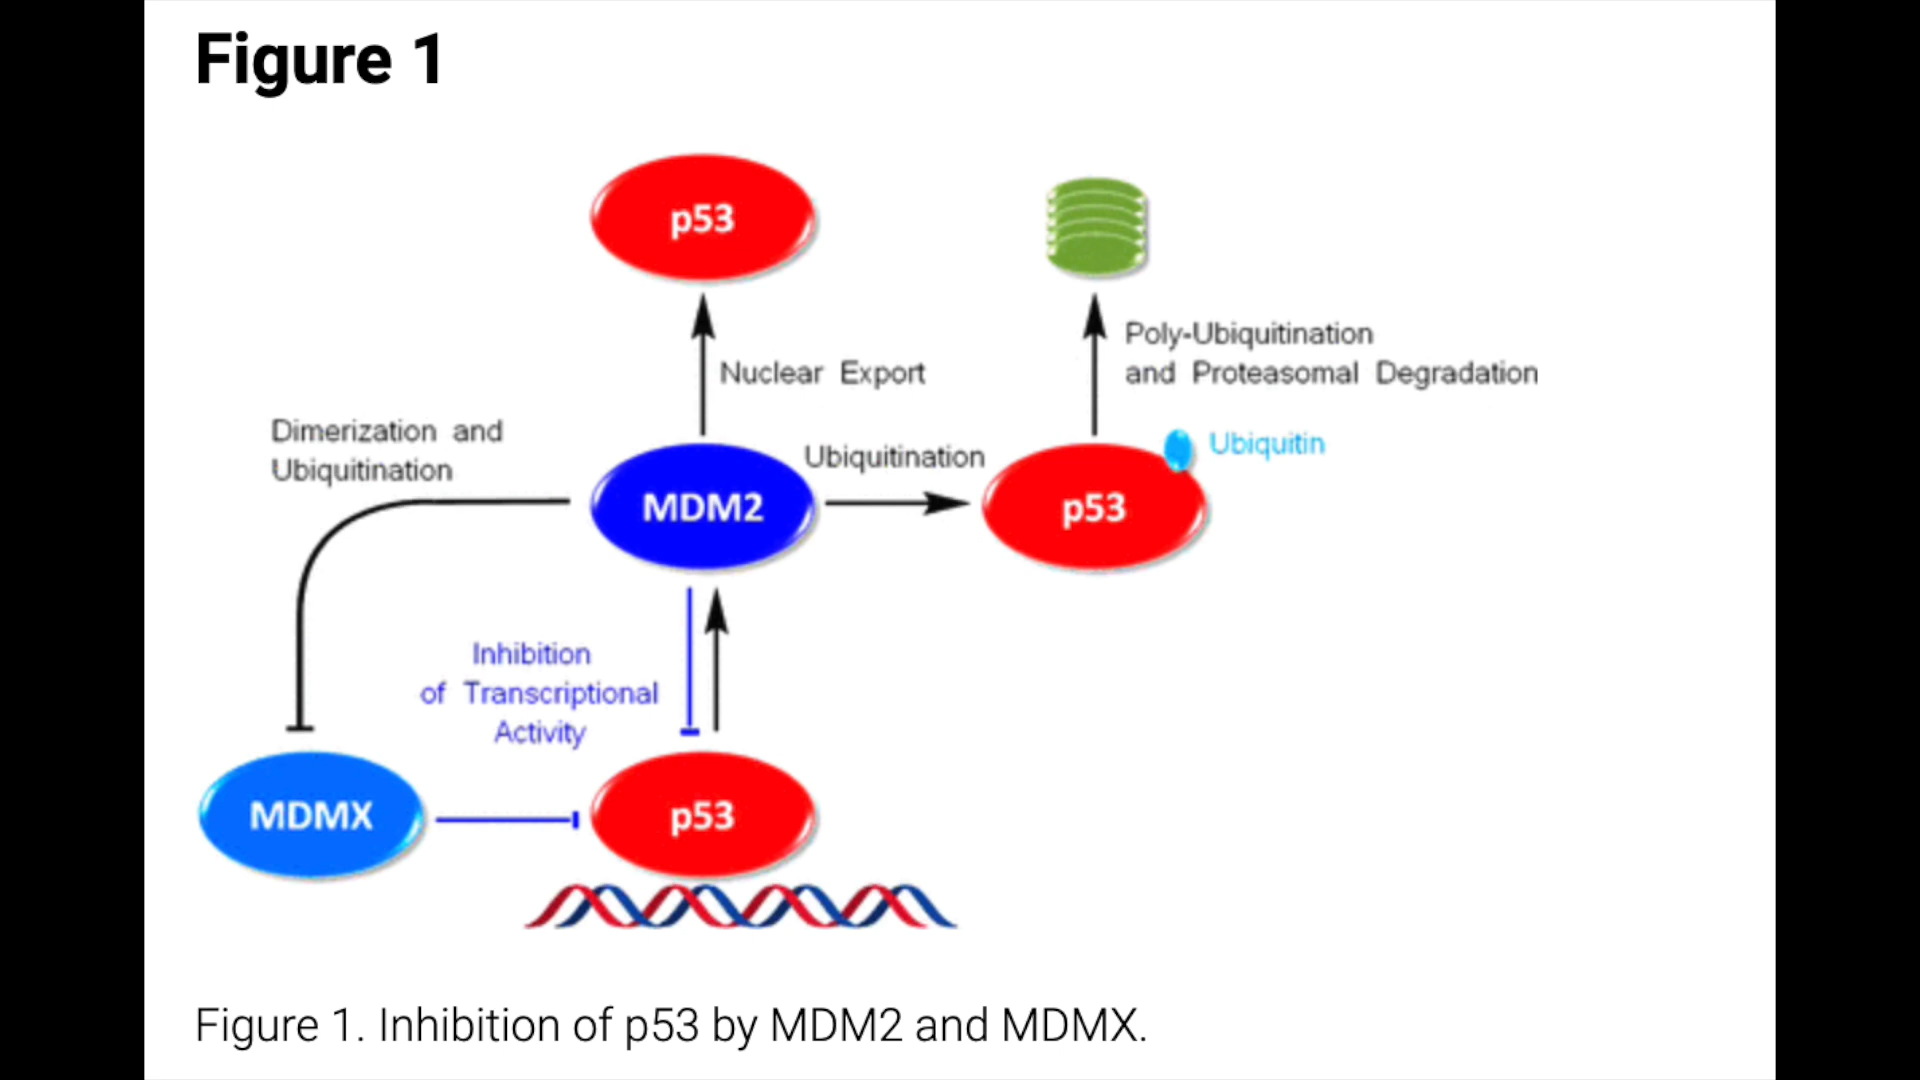 Figure 1
p53
Nuclear Export
Poly-Ubiquitination
and Proteasomal Degradation
Dimerization and
Ubiquitination
MDM2
Ubiquitination
p53
Ubiquitin
Inhibition
of Transcriptional
Activity
MDMX
p53
Figure 1. Inhibition of p53 by MDM2 and MDMX.